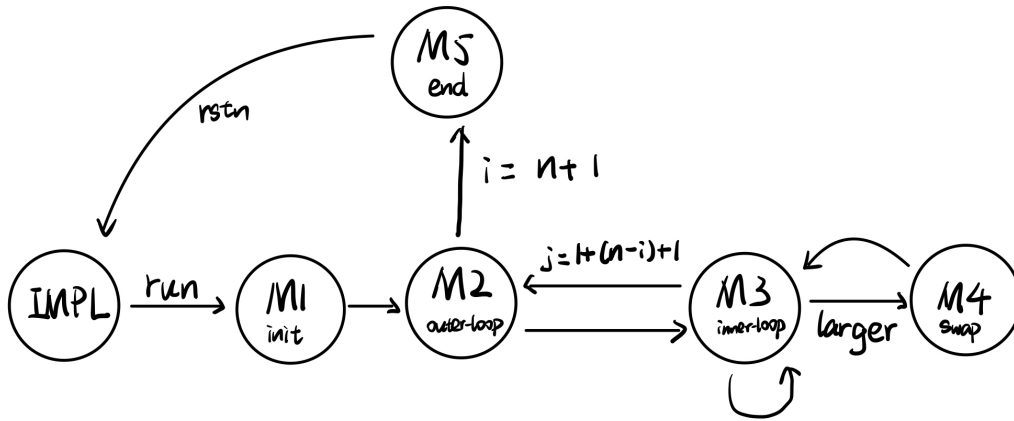 M5
end
rstn
i = n+1
j=1+(n-i)+1
IMPL
run
M1
init
M2
outer-loop
M3
inner-loop
larger
M4
swap